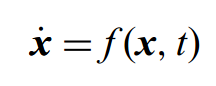 ẋ = f(x, t)